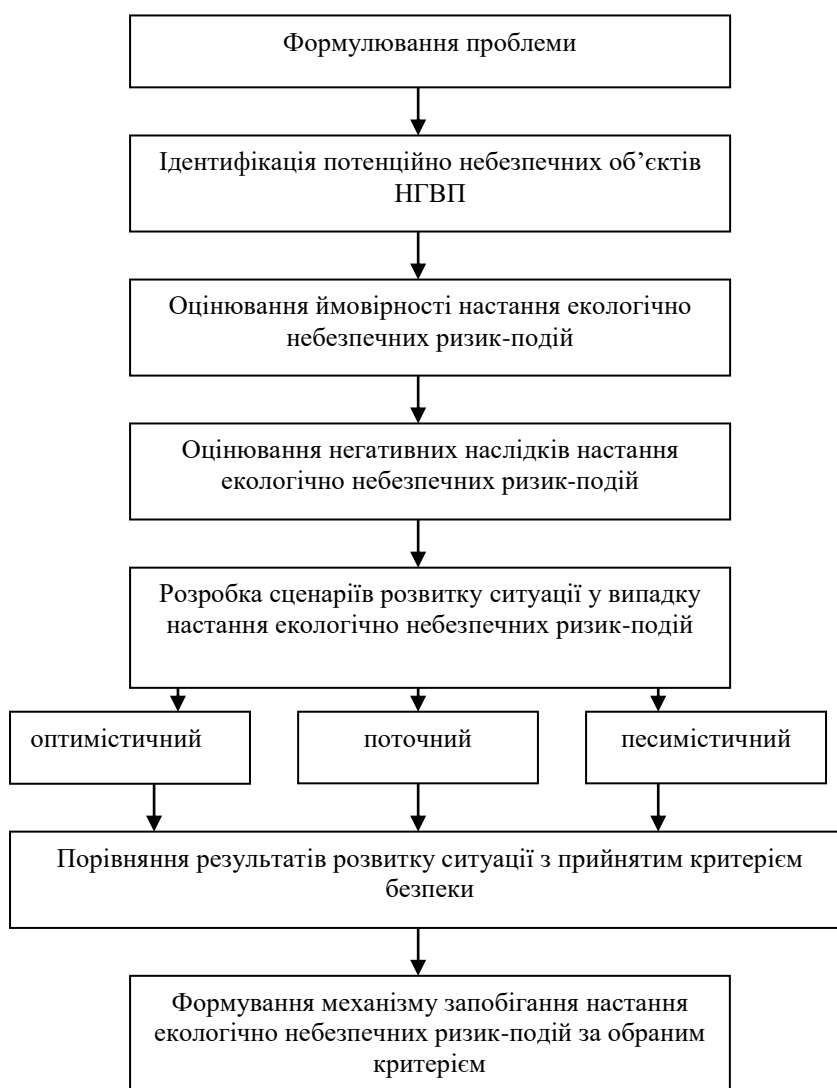 Формулювання проблеми
Ідентифікація потенційно небезпечних об’єктів
НГВП
Оцінювання ймовірності настання екологічно
небезпечних ризик-подій
Оцінювання негативних наслідків настання
екологічно небезпечних ризик-подій
Розробка сценаріїв розвитку ситуації у випадку
настання екологічно небезпечних ризик-подій
оптимістичний
поточний
песимістичний
Порівняння результатів розвитку ситуації з прийнятим критерієм
безпеки
Формування механізму запобігання настання
екологічно небезпечних ризик-подій за обраним
критерієм